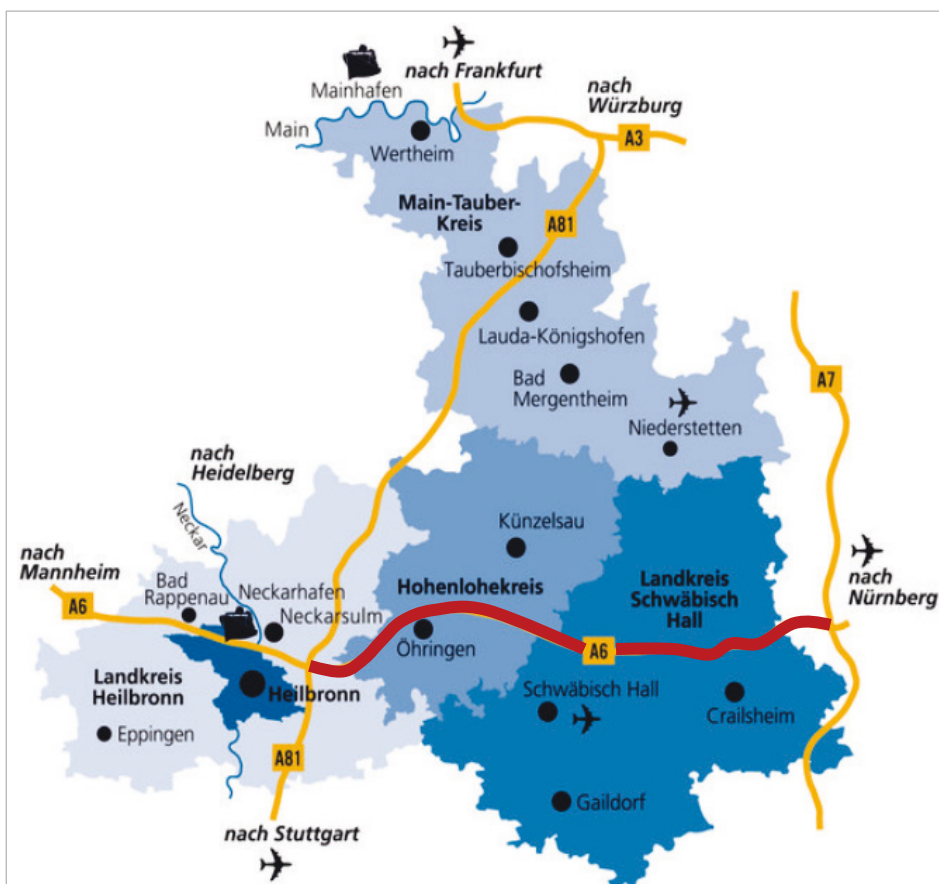 nach Frankfurt
Mainhafen
nach
Würzburg
Main
A3
Wertheim
Main-Tauber-
Kreis
A81
Tauberbischofsheim
Lauda-Königshofen
Bad
Mergentheim
A7
Niederstetten
nach
Heidelberg
Neckar
Künzelsau
nach
Mannheim
nach
Nürnberg
Bad
Rappenau
Neckarhafen
Neckarsulm
Hohenlohekreis
Landkreis
Schwäbisch
Hall
A6
Öhringen
A6
Landkreis
Heilbronn
Heilbronn
Schwäbisch Hall
Crailsheim
Eppingen
A81
Gaildorf
nach Stuttgart